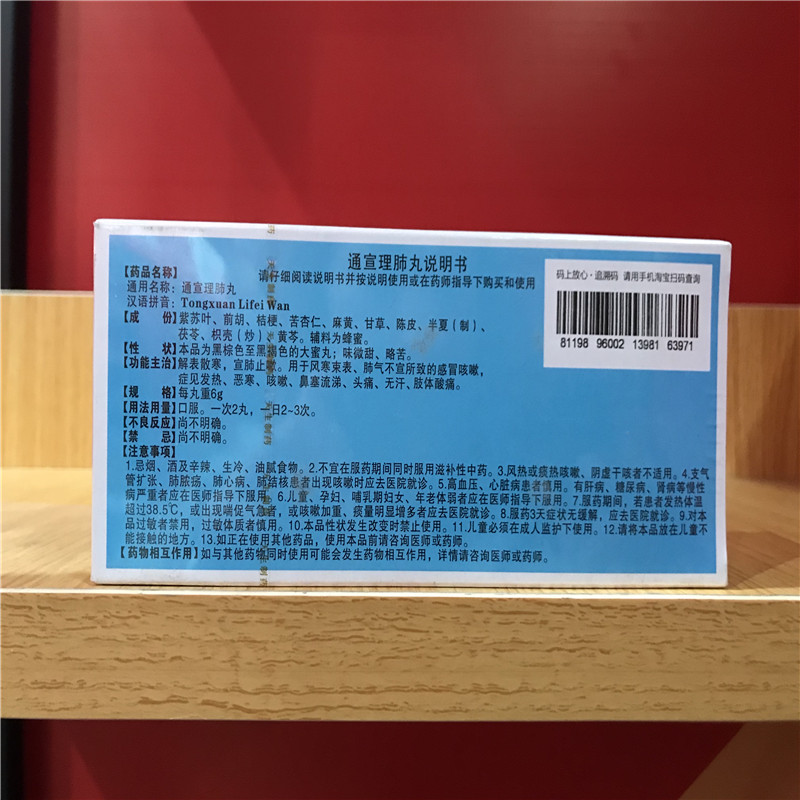 通宣理肺丸说明书
请仔细阅读说明书并按说明使用或在药师指导下购买和使用
码上放心·追溯码 请用手机淘宝扫码查询
81198 96002 13981 63971
【药品名称】
通用名称：通宣理肺丸
汉语拼音：Tongxuan Lifei Wan
【成 份】紫苏叶、前胡、桔梗、苦杏仁、麻黄、甘草、陈皮、半夏（制）、
茯苓、枳壳（炒）、黄芩。辅料为蜂蜜。
【性 状】本品为黑棕色至黑褐色的大蜜丸；味微甜、略苦。
【功能主治】解表散寒，宣肺止嗽。用于风寒束表、肺气不宣所致的感冒咳嗽，
症见发热、恶寒、咳嗽、鼻塞流涕、头痛、无汗、肢体酸痛。
【规 格】每丸重6g
【用法用量】口服。一次2丸，一日2~3次。
【不良反应】尚不明确。
【禁 忌】尚不明确。
【注意事项】
1.忌烟、酒及辛辣、生冷、油腻食物。2.不宜在服药期间同时服用滋补性中药。3.风热或痰热咳嗽、阴虚干咳者不适用。4.支气
管扩张、肺脓疡、肺心病、肺结核患者出现咳嗽时应去医院就诊。5.高血压、心脏病患者慎用。有肝病、糖尿病、肾病等慢性
病严重者应在医师指导下服用。6.儿童、孕妇、哺乳期妇女、年老体弱者应在医师指导下服用。7.服药期间，若患者发热体温
超过38.5℃，或出现喘促气急者，或咳嗽加重、痰量明显增多者应去医院就诊。8.服药3天症状无缓解，应去医院就诊。9.对本
品过敏者禁用，过敏体质者慎用。10.本品性状发生改变时禁止使用。11.儿童必须在成人监护下使用。12.请将本品放在儿童不
能接触的地方。13.如正在使用其他药品，使用本品前请咨询医师或药师。
【药物相互作用】如与其他药物同时使用可能会发生药物相互作用，详情请咨询医师或药师。